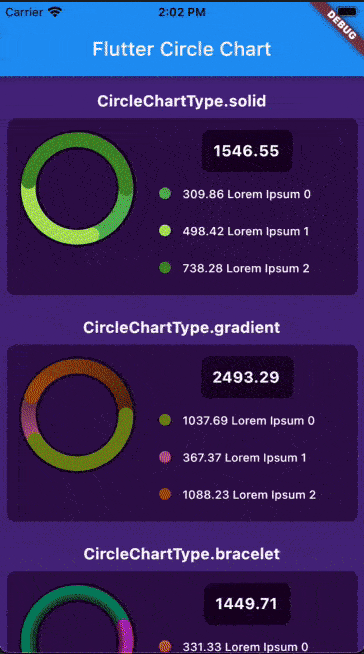 Carrier 2:02 PM
DEBUG
Flutter Circle Chart
CircleChartType.solid
1546.55
309.86 Lorem Ipsum 0
498.42 Lorem Ipsum 1
738.28 Lorem Ipsum 2
CircleChartType.gradient
2493.29
1037.69 Lorem Ipsum 0
367.37 Lorem Ipsum 1
1088.23 Lorem Ipsum 2
CircleChartType.bracelet
1449.71
331.33 Lorem Ipsum 0